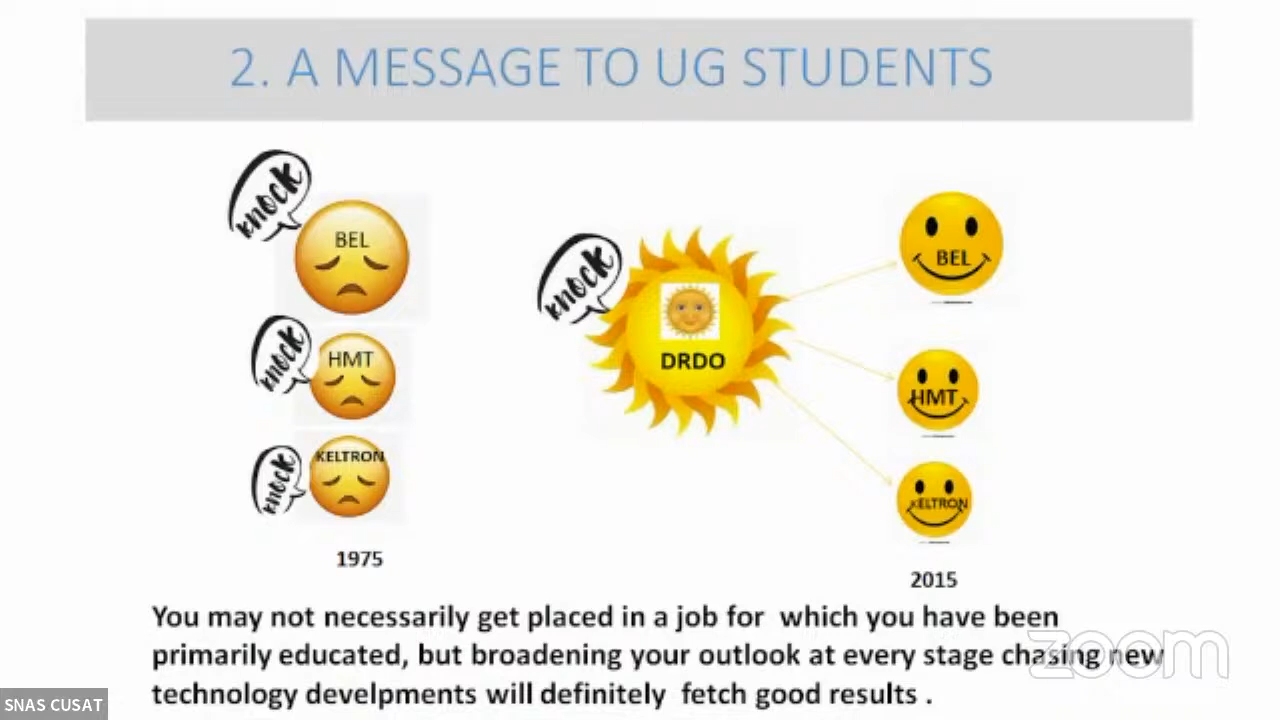 2. A MESSAGE TO UG STUDENTS
knock
BEL
knock
HMT
knock
KELTRON
1975
knock
DRDO
BEL
HMT
KELTRON
2015
You may not necessarily get placed in a job for which you have been
primarily educated, but broadening your outlook at every stage chasing new
technology develpments will definitely fetch good results .
zoom
SNAS CUSAT